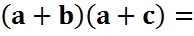 (a + b)(a + c) =